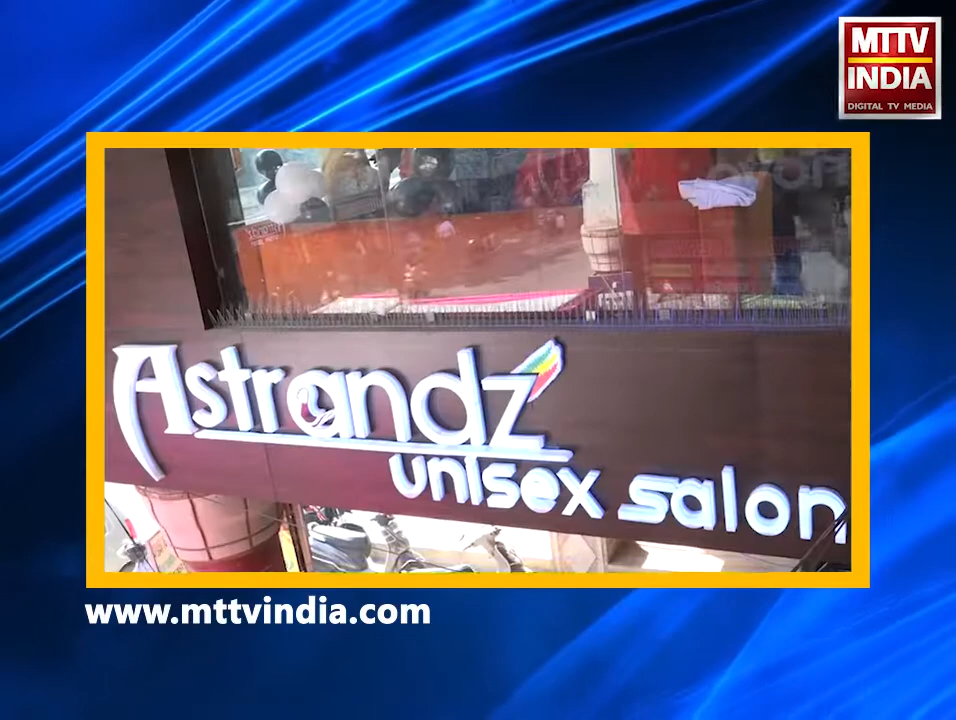 MTTV
INDIA
DIGITAL TV MEDIA
Astrandz
unisex salon
www.mttvindia.com